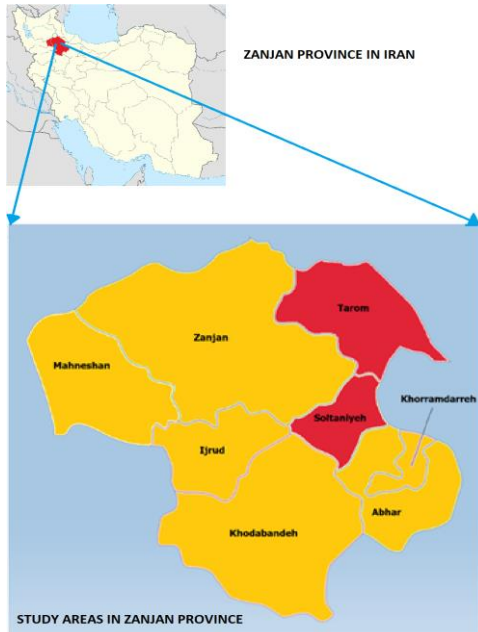 ZANJAN PROVINCE IN IRAN
Tarom
Zanjan
Mahneshan
Khorramdarreh
Soltaniyeh
Ijrud
Abhar
Khodabandeh
STUDY AREAS IN ZANJAN PROVINCE